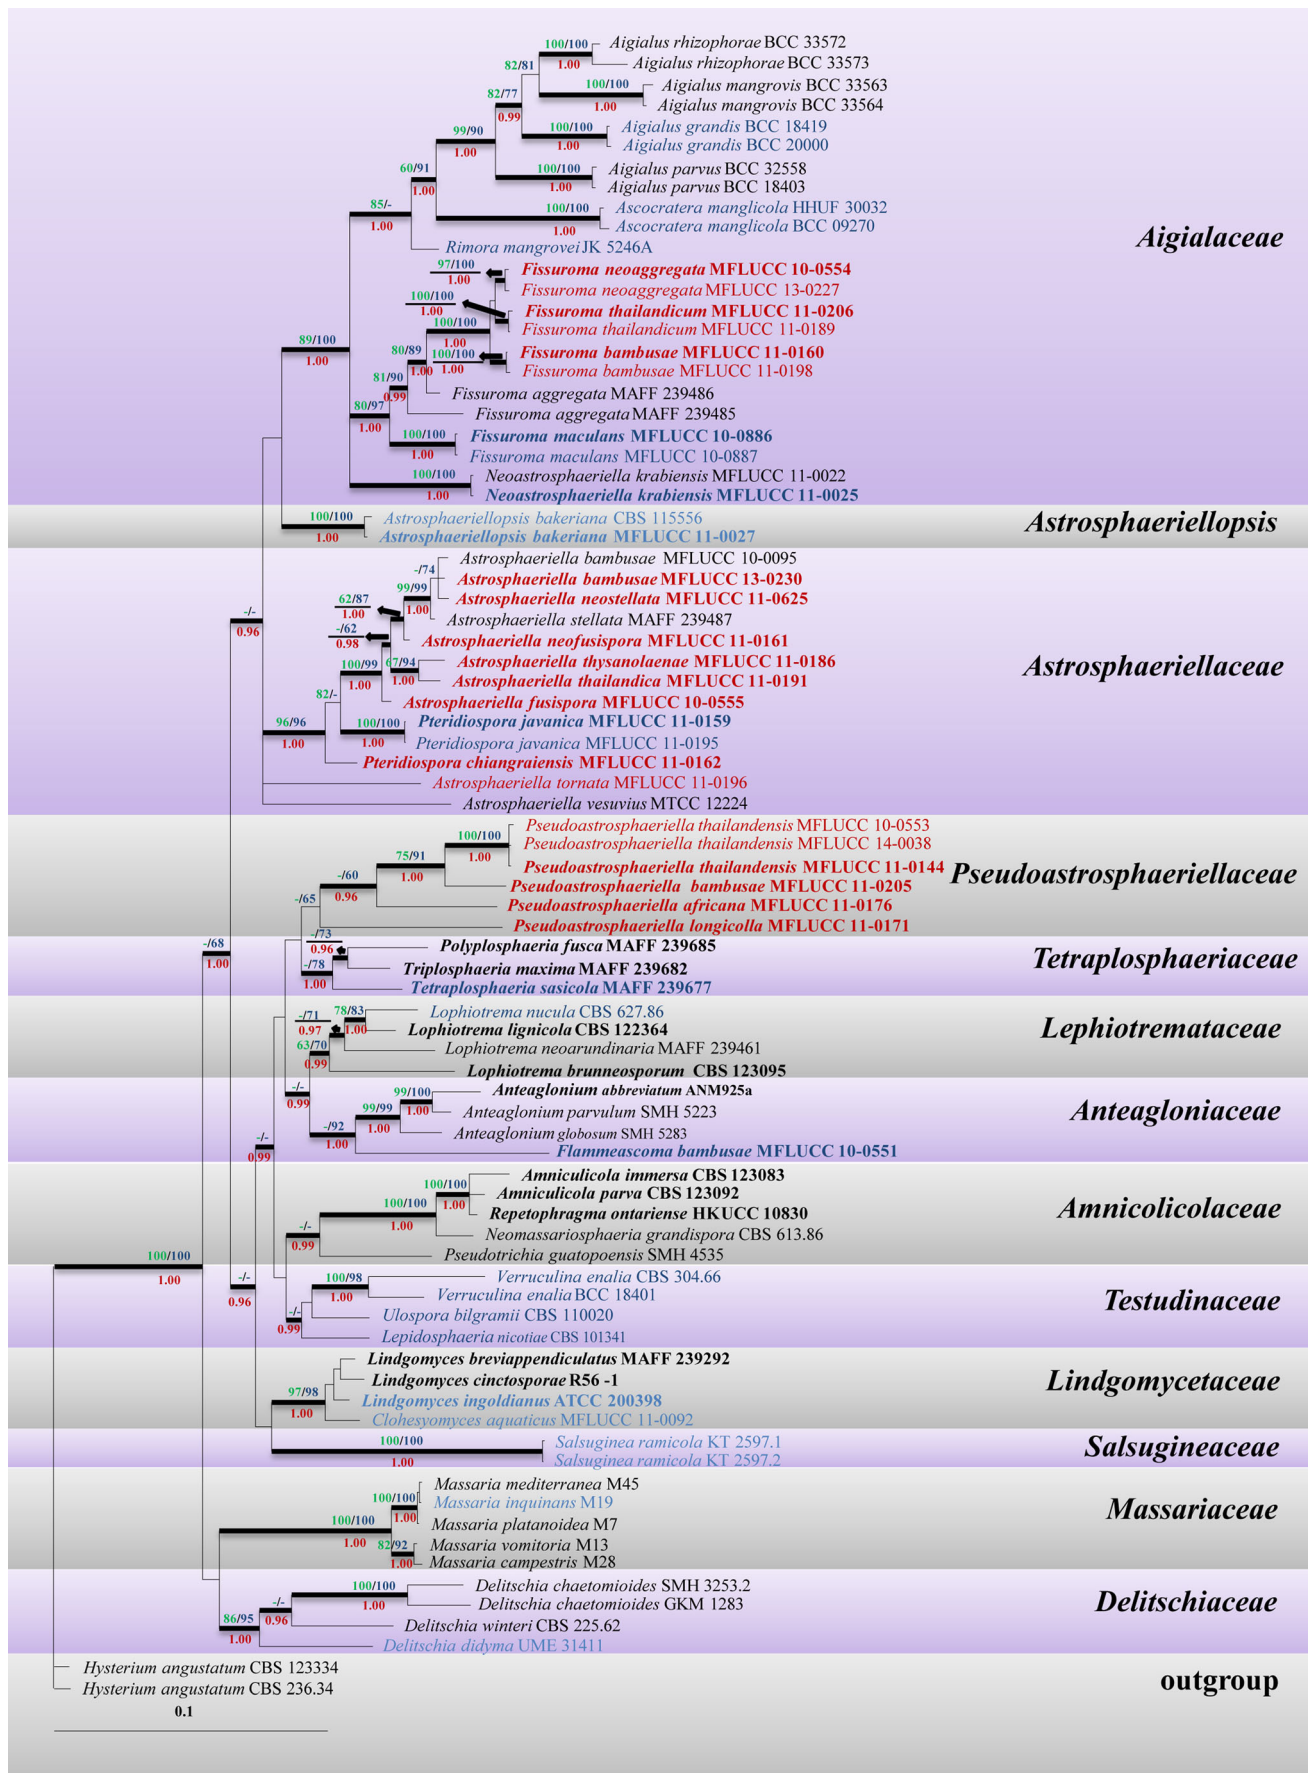 100/100 Aigialus rhizophorae BCC 33572
82/81 1.00 Aigialus rhizophorae BCC 33573
100/100 Aigialus mangrovis BCC 33563
82/77 1.00 Aigialus mangrovis BCC 33564
0.99 100/100 Aigialus grandis BCC 18419
99/90 1.00 Aigialus grandis BCC 20000
1.00 100/100 Aigialus parvus BCC 32558
60/91 1.00 Aigialus parvus BCC 18403
1.00 100/100 Ascocratera manglicola HHUF 30032
85/- 1.00 Ascocratera manglicola BCC 09270
1.00 Rimora mangrovei JK 5246A
Aigialaceae
97/100 Fissuroma neoaggregata MFLUCC 10-0554
1.00 Fissuroma neoaggregata MFLUCC 13-0227
100/100 Fissuroma thailandicum MFLUCC 11-0206
1.00 Fissuroma thailandicum MFLUCC 11-0189
100/100 1.00
89/100 80/89 100/100 Fissuroma bambusae MFLUCC 11-0160
1.00 1.00 1.00 Fissuroma bambusae MFLUCC 11-0198
81/90 0.99 Fissuroma aggregata MAFF 239486
80/97 Fissuroma aggregata MAFF 239485
1.00 100/100 Fissuroma maculans MFLUCC 10-0886
1.00 Fissuroma maculans MFLUCC 10-0887
100/100 Neoastrosphaeriella krabiensis MFLUCC 11-0022
1.00 Neoastrosphaeriella krabiensis MFLUCC 11-0025
100/100 Astrosphaeriellopsis bakeriana CBS 115556
1.00 Astrosphaeriellopsis bakeriana MFLUCC 11-0027
Astrosphaeriellopsis
Astrosphaeriella bambusae MFLUCC 10-0095
-/74 Astrosphaeriella bambusae MFLUCC 13-0230
62/87 99/99 Astrosphaeriella neostellata MFLUCC 11-0625
-/- 1.00 1.00 Astrosphaeriella stellata MAFF 239487
0.96 -/62 0.98 Astrosphaeriella neofusispora MFLUCC 11-0161
100/99 67/94 Astrosphaeriella thysanolaenae MFLUCC 11-0186
1.00 1.00 Astrosphaeriella thailandica MFLUCC 11-0191
82/- Astrosphaeriella fusispora MFLUCC 10-0555
96/96 100/100 Pteridiospora javanica MFLUCC 11-0159
1.00 1.00 Pteridiospora javanica MFLUCC 11-0195
Pteridiospora chiangraiensis MFLUCC 11-0162
Astrosphaeriella tornata MFLUCC 11-0196
Astrosphaeriella vesuvius MTCC 12224
Astrosphaeriellaceae
Pseudoastrosphaeriella thailandensis MFLUCC 10-0553
100/100 Pseudoastrosphaeriella thailandensis MFLUCC 14-0038
75/91 1.00 Pseudoastrosphaeriella thailandensis MFLUCC 11-0144
-/60 1.00 Pseudoastrosphaeriella bambusae MFLUCC 11-0205
-/65 0.96 Pseudoastrosphaeriella africana MFLUCC 11-0176
Pseudoastrosphaeriella longicolla MFLUCC 11-0171
Pseudoastrosphaeriellaceae
-/68 -/73 0.96 Polyplosphaeria fusca MAFF 239685
1.00 -/78 Triplosphaeria maxima MAFF 239682
1.00 Tetraplosphaeria sasicola MAFF 239677
Tetraplosphaeriaceae
-/71 78/83 Lophiotrema nucula CBS 627.86
0.97 1.00 Lophiotrema lignicola CBS 122364
63/70 Lophiotrema neoarundinaria MAFF 239461
0.99 Lophiotrema brunneosporum CBS 123095
Lephiotremataceae
-/- 99/100 Anteaglonium abbreviatum ANM925a
0.99 99/99 1.00 Anteaglonium parvulum SMH 5223
-/- -/92 1.00 Anteaglonium globosum SMH 5283
0.99 1.00 Flammeascoma bambusae MFLUCC 10-0551
Anteagloniaceae
Amniculicola immersa CBS 123083
100/100 Amniculicola parva CBS 123092
100/100 1.00 Repetophragma ontariense HKUCC 10830
-/- 1.00 Neomassariosphaeria grandispora CBS 613.86
100/100 0.99 Pseudotrichia guatopoensis SMH 4535
Amnicolicolaceae
1.00 -/- 100/98 Verruculina enalia CBS 304.66
0.96 1.00 Verruculina enalia BCC 18401
-/- Ulospora bilgramii CBS 110020
0.99 Lepidosphaeria nicotiae CBS 101341
Testudinaceae
Lindgomyces breviappendiculatus MAFF 239292
Lindgomyces cinctosporae R56 -1
97/98 Lindgomyces ingoldianus ATCC 200398
1.00 Clohesyomyces aquaticus MFLUCC 11-0092
Lindgomycetaceae
100/100 Salsuginea ramicola KT 2597.1
1.00 Salsuginea ramicola KT 2597.2
Salsugineaceae
Massaria mediterranea M45
100/100 Massaria inquinans M19
100/100 1.00 Massaria platanoidea M7
1.00 82/92 Massaria vomitoria M13
1.00 Massaria campestris M28
Massariaceae
100/100 Delitschia chaetomioides SMH 3253.2
-/- 1.00 Delitschia chaetomioides GKM 1283
86/95 0.96 Delitschia winteri CBS 225.62
1.00 Delitschia didyma UME 31411
Delitschiaceae
Hysterium angustatum CBS 123334
Hysterium angustatum CBS 236.34
outgroup
0.1